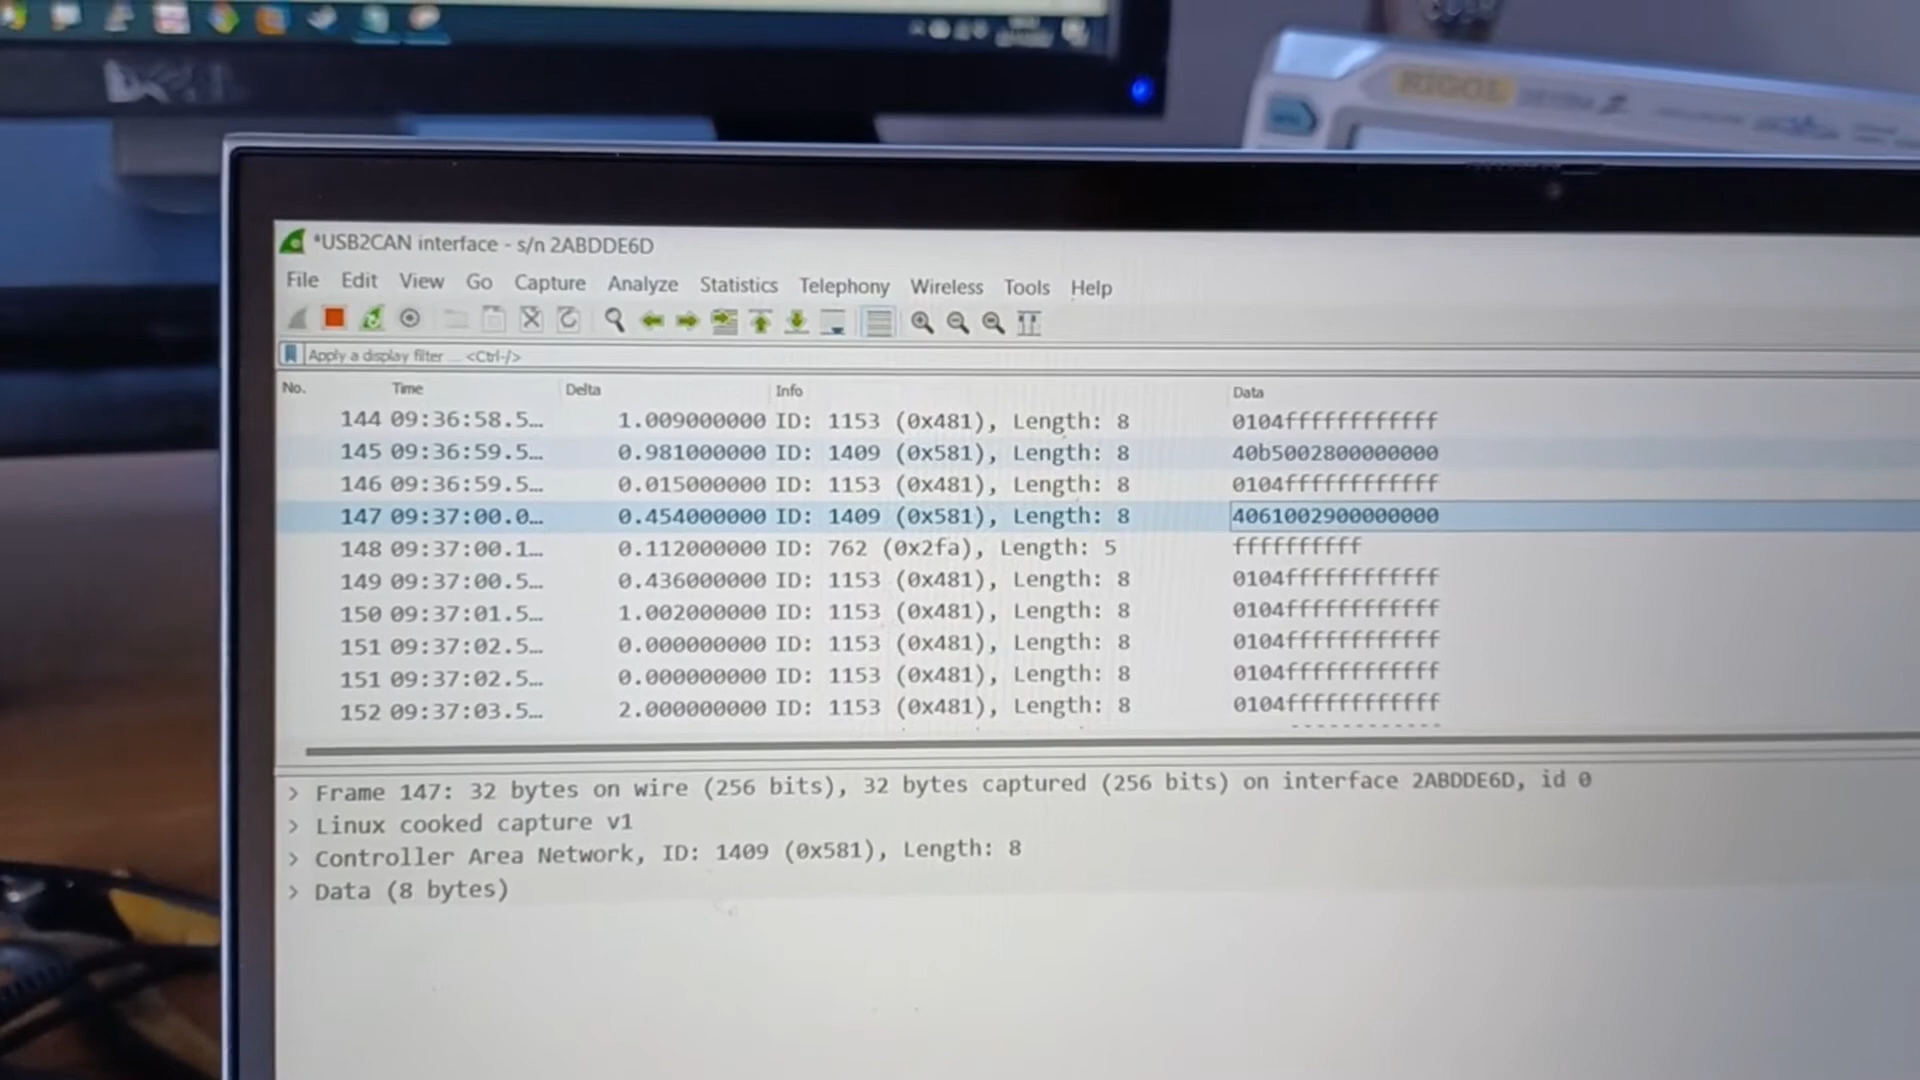 DELL
RIGOL
*USB2CAN interface - s/n 2ABDDE6D
File Edit View Go Capture Analyze Statistics Telephony Wireless Tools Help
Apply a display filter ... <Ctrl-/>
No. Time Delta Info Data
144 09:36:58.5… 1.009000000 ID: 1153 (0x481), Length: 8 0104ffffffffffff
145 09:36:59.5… 0.981000000 ID: 1409 (0x581), Length: 8 40b5002800000000
146 09:36:59.5… 0.015000000 ID: 1153 (0x481), Length: 8 0104ffffffffffff
147 09:37:00.0… 0.454000000 ID: 1409 (0x581), Length: 8 4061002900000000
148 09:37:00.1… 0.112000000 ID: 762 (0x2fa), Length: 5 ffffffffff
149 09:37:00.5… 0.436000000 ID: 1153 (0x481), Length: 8 0104ffffffffffff
150 09:37:01.5… 1.002000000 ID: 1153 (0x481), Length: 8 0104ffffffffffff
151 09:37:02.5… 0.000000000 ID: 1153 (0x481), Length: 8 0104ffffffffffff
151 09:37:02.5… 0.000000000 ID: 1153 (0x481), Length: 8 0104ffffffffffff
152 09:37:03.5… 2.000000000 ID: 1153 (0x481), Length: 8 0104ffffffffffff
> Frame 147: 32 bytes on wire (256 bits), 32 bytes captured (256 bits) on interface 2ABDDE6D, id 0
> Linux cooked capture v1
> Controller Area Network, ID: 1409 (0x581), Length: 8
> Data (8 bytes)